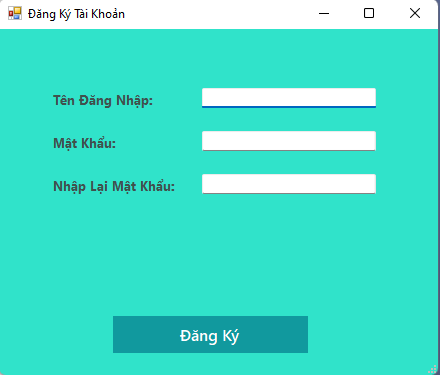 Đăng Ký Tài Khoản
Tên Đăng Nhập:
Mật Khẩu:
Nhập Lại Mật Khẩu:
Đăng Ký